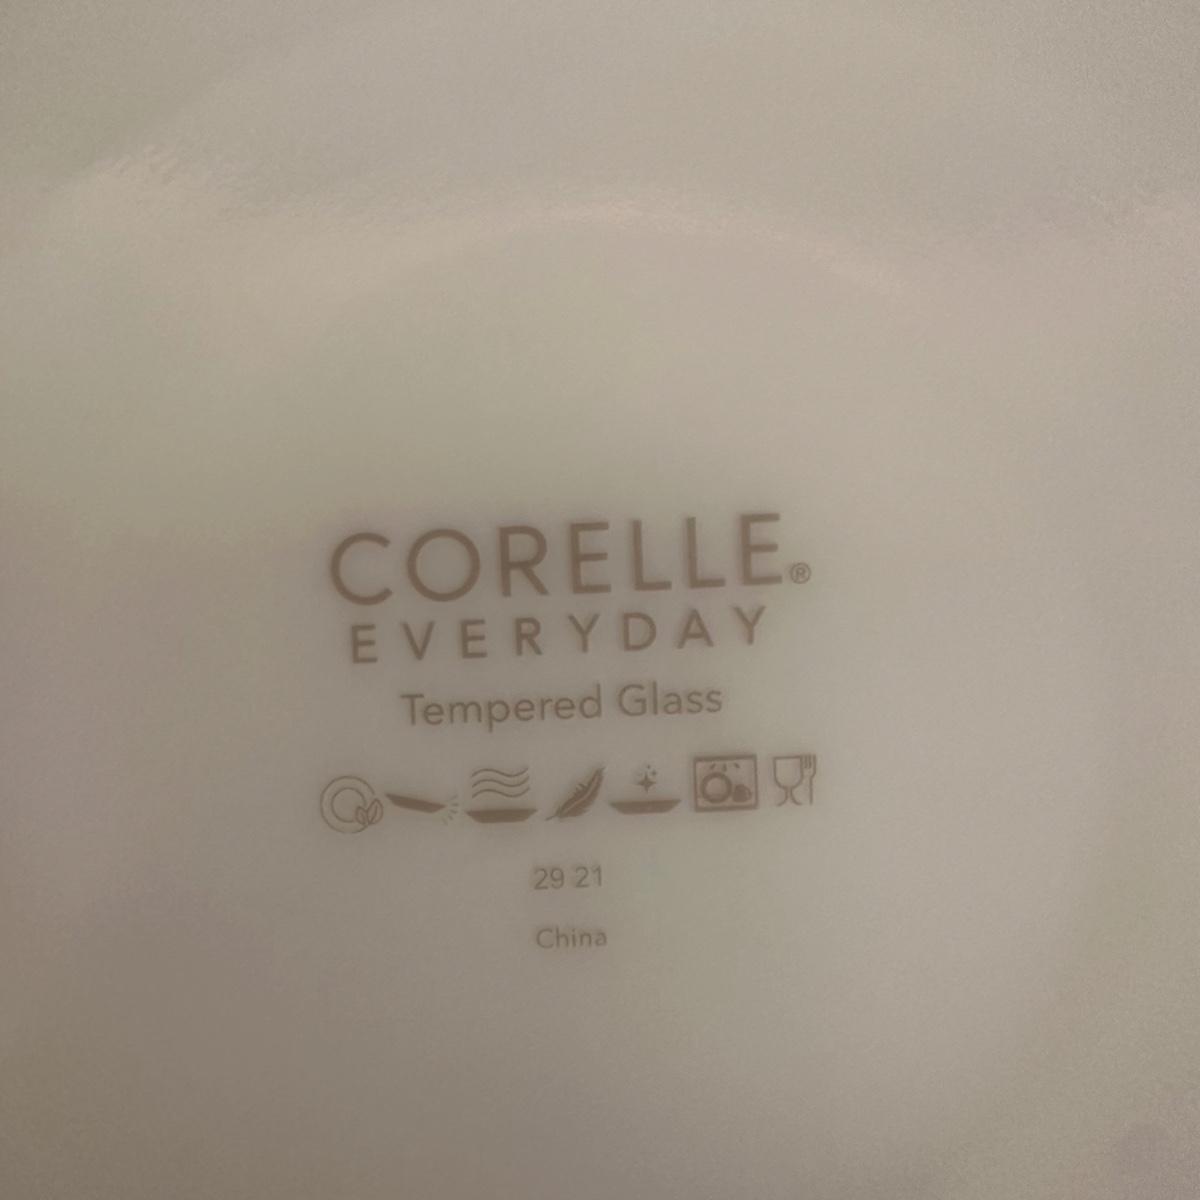 CORELLE®
EVERYDAY
Tempered Glass
29 21
China